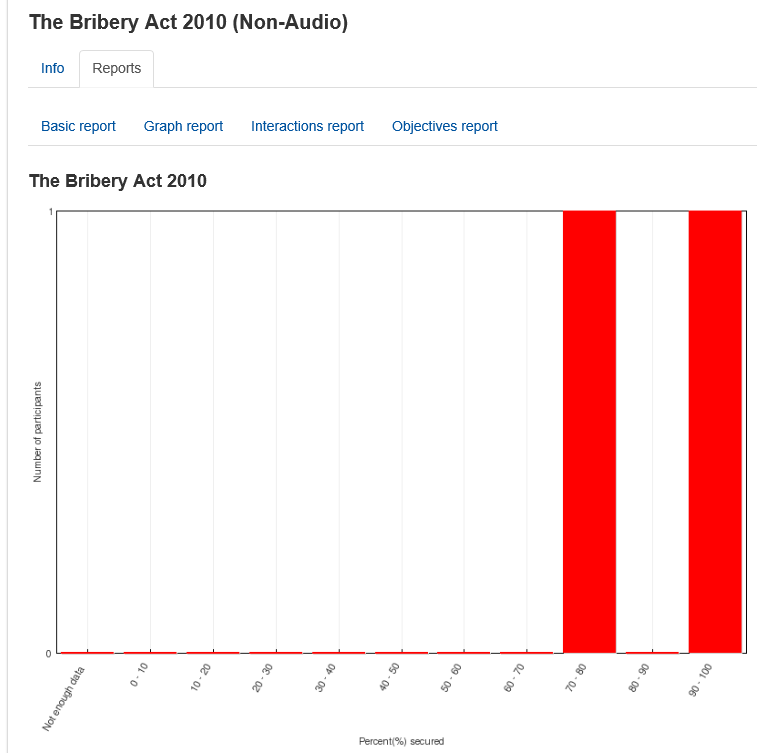 The Bribery Act 2010 (Non-Audio)
Info Reports
Basic report Graph report Interactions report Objectives report
The Bribery Act 2010
1
Number of participants
0
Not enough data 0 - 10 10 - 20 20 - 30 30 - 40 40 - 50 50 - 60 60 - 70 70 - 80 80 - 90 90 - 100
Percent(%) secured